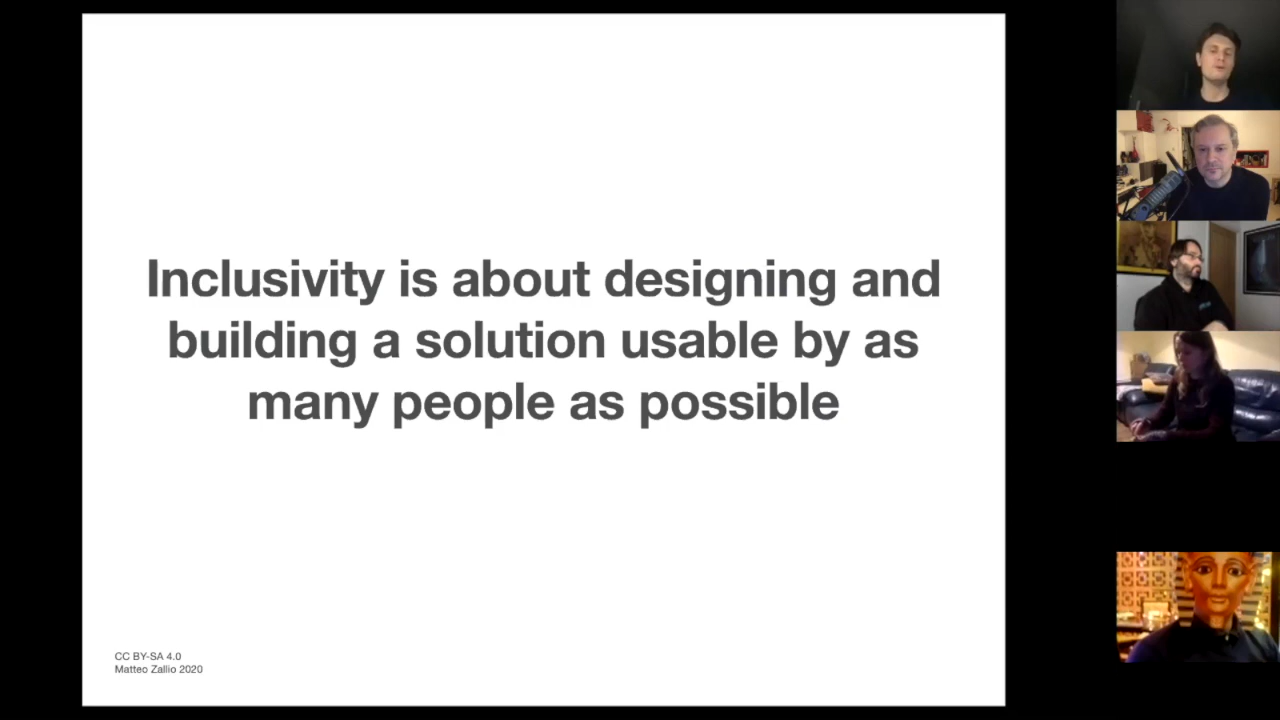 Inclusivity is about designing and
building a solution usable by as
many people as possible
CC BY-SA 4.0
Matteo Zallio 2020